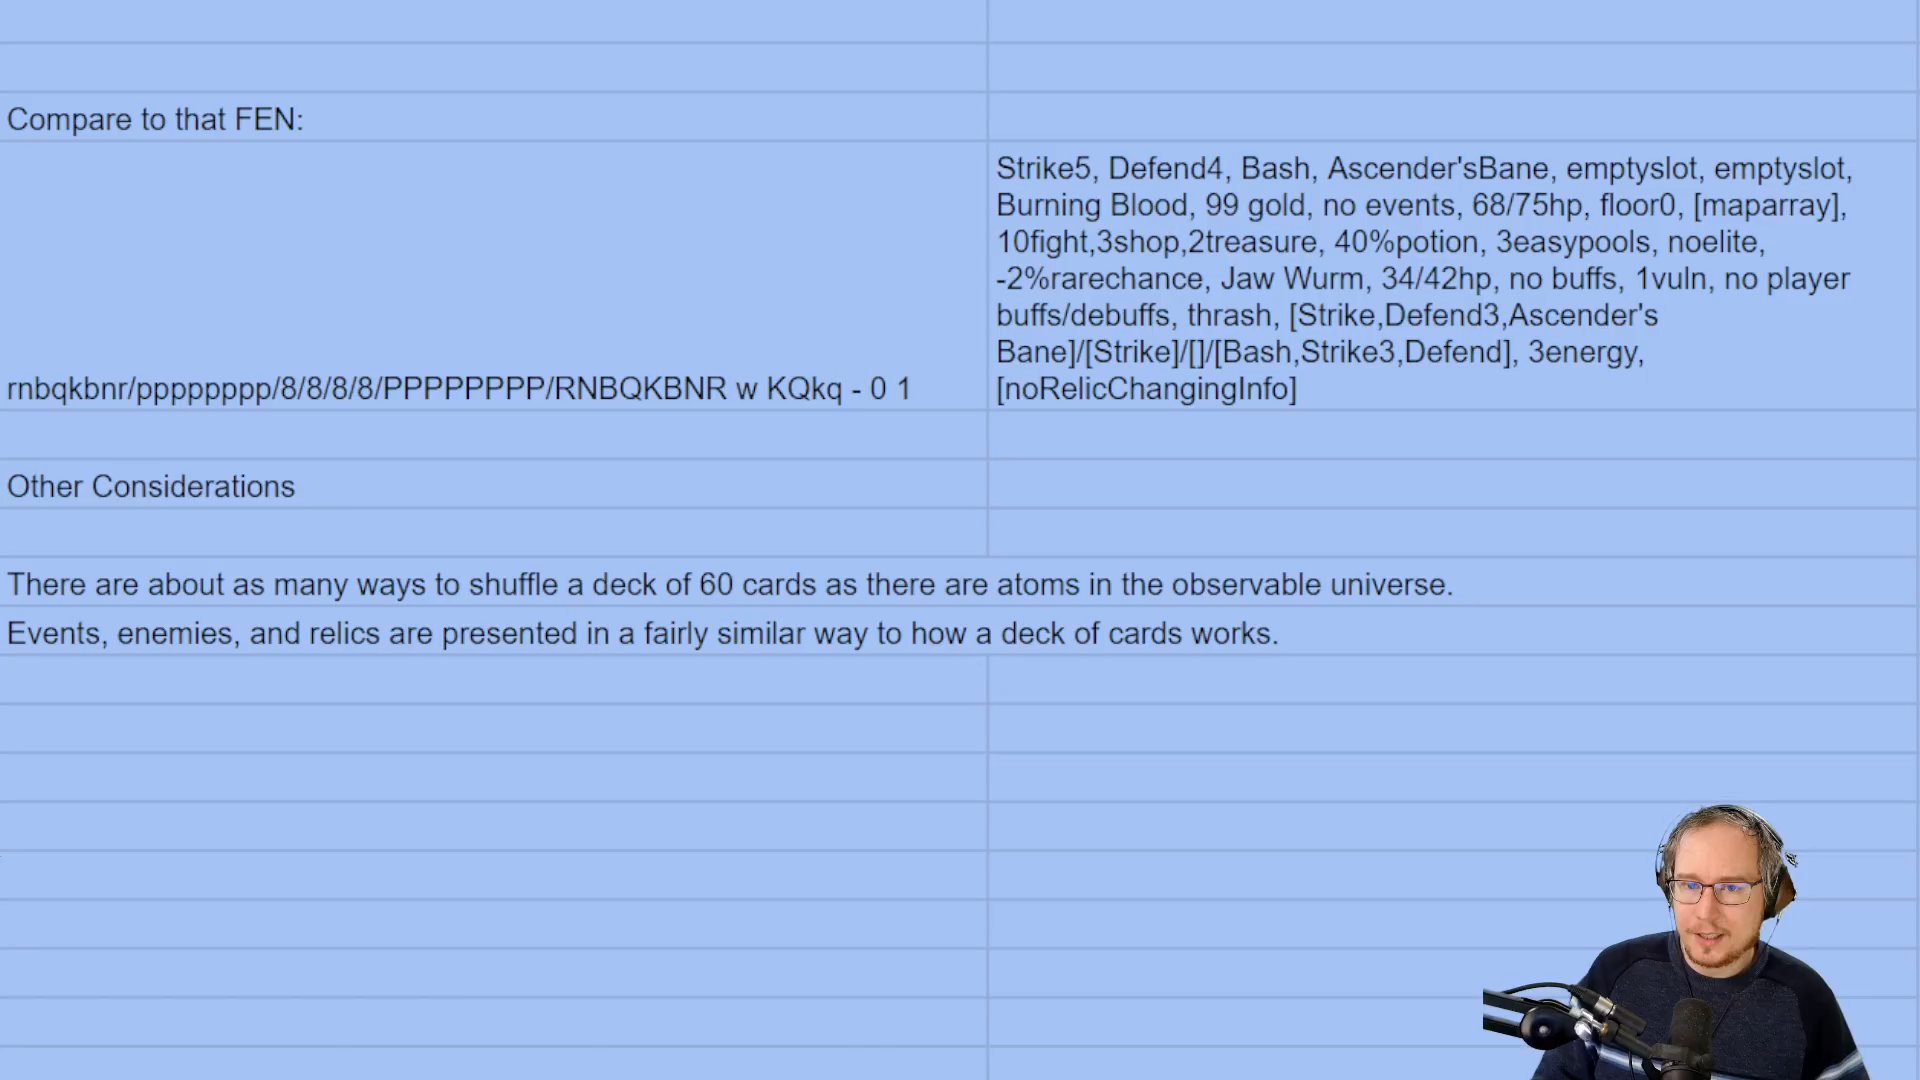 Compare to that FEN:
Strike5, Defend4, Bash, Ascender'sBane, emptyslot, emptyslot,
Burning Blood, 99 gold, no events, 68/75hp, floor0, [maparray],
10fight,3shop,2treasure, 40%potion, 3easypools, noelite,
-2%rarechance, Jaw Wurm, 34/42hp, no buffs, 1vuln, no player
buffs/debuffs, thrash, [Strike,Defend3,Ascender's
Bane]/[Strike]/[]/[Bash,Strike3,Defend], 3energy,
[noRelicChangingInfo]
rnbqkbnr/pppppppp/8/8/8/8/PPPPPPPP/RNBQKBNR w KQkq - 0 1
Other Considerations
There are about as many ways to shuffle a deck of 60 cards as there are atoms in the observable universe.
Events, enemies, and relics are presented in a fairly similar way to how a deck of cards works.